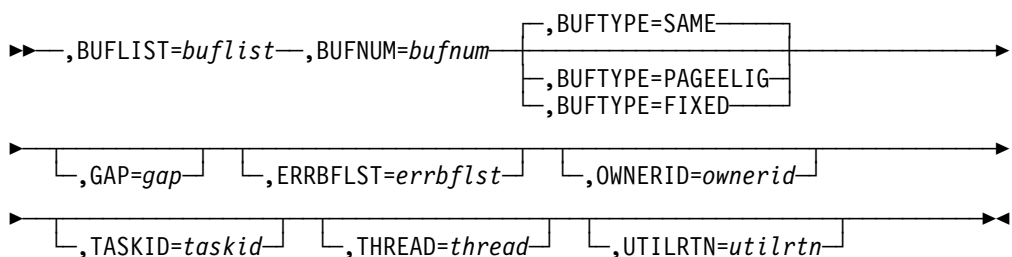 ,BUFTYPE=SAME
,BUFLIST=buflist ,BUFNUM=bufnum
,BUFTYPE=PAGEELIG
,BUFTYPE=FIXED
,GAP=gap ,ERRBFLST=errbflst ,OWNERID=ownerid
,TASKID=taskid ,THREAD=thread ,UTILRTN=utilrtn